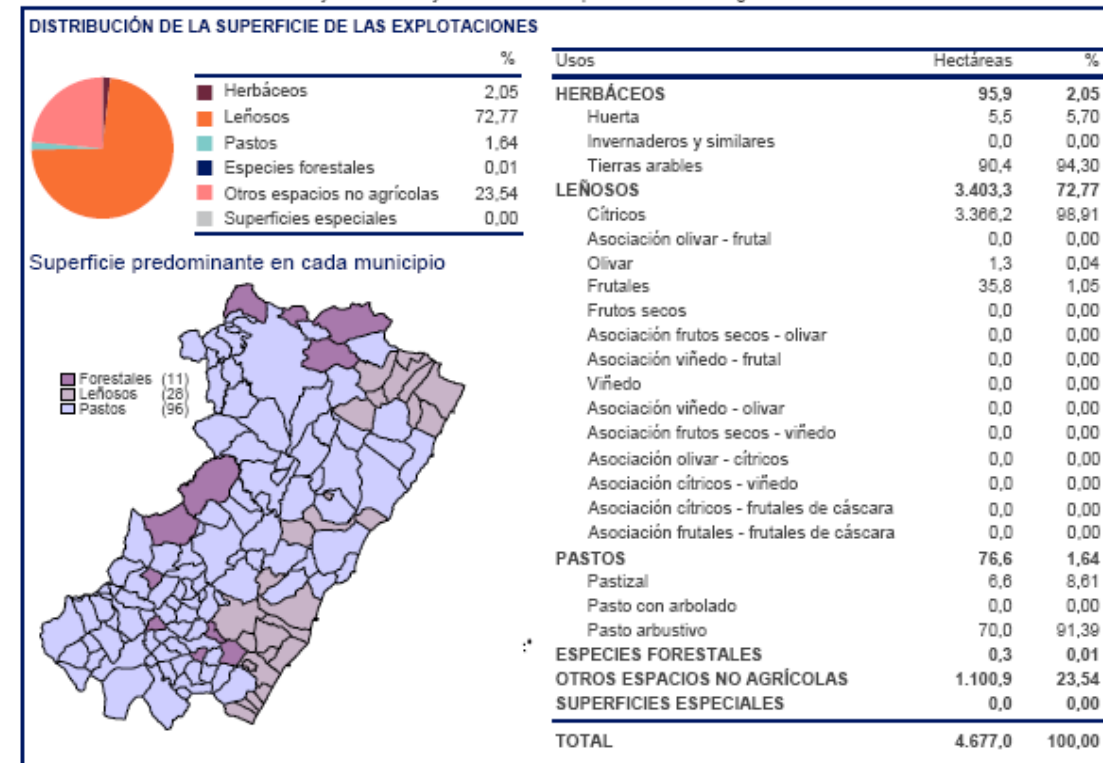 DISTRIBUCIÓN DE LA SUPERFICIE DE LAS EXPLOTACIONES
%
Herbáceos 2,05
Leñosos 72,77
Pastos 1,64
Especies forestales 0,01
Otros espacios no agrícolas 23,54
Superficies especiales 0,00
Superficie predominante en cada municipio
Forestales (11)
Leñosos (28)
Pastos (96)
Usos Hectáreas %
HERBÁCEOS 95,9 2,05
Huerta 5,5 5,70
Invernaderos y similares 0,0 0,00
Tierras arables 90,4 94,30
LEÑOSOS 3.403,3 72,77
Cítricos 3.366,2 98,91
Asociación olivar - frutal 0,0 0,00
Olivar 1,3 0,04
Frutales 35,8 1,05
Frutos secos 0,0 0,00
Asociación frutos secos - olivar 0,0 0,00
Asociación viñedo - frutal 0,0 0,00
Viñedo 0,0 0,00
Asociación viñedo - olivar 0,0 0,00
Asociación frutos secos - viñedo 0,0 0,00
Asociación olivar - cítricos 0,0 0,00
Asociación cítricos - viñedo 0,0 0,00
Asociación cítricos - frutales de cáscara 0,0 0,00
Asociación frutales - frutales de cáscara 0,0 0,00
PASTOS 76,6 1,64
Pastizal 6,6 8,61
Pasto con arbolado 0,0 0,00
Pasto arbustivo 70,0 91,39
ESPECIES FORESTALES 0,3 0,01
OTROS ESPACIOS NO AGRÍCOLAS 1.100,9 23,54
SUPERFICIES ESPECIALES 0,0 0,00
TOTAL 4.677,0 100,00